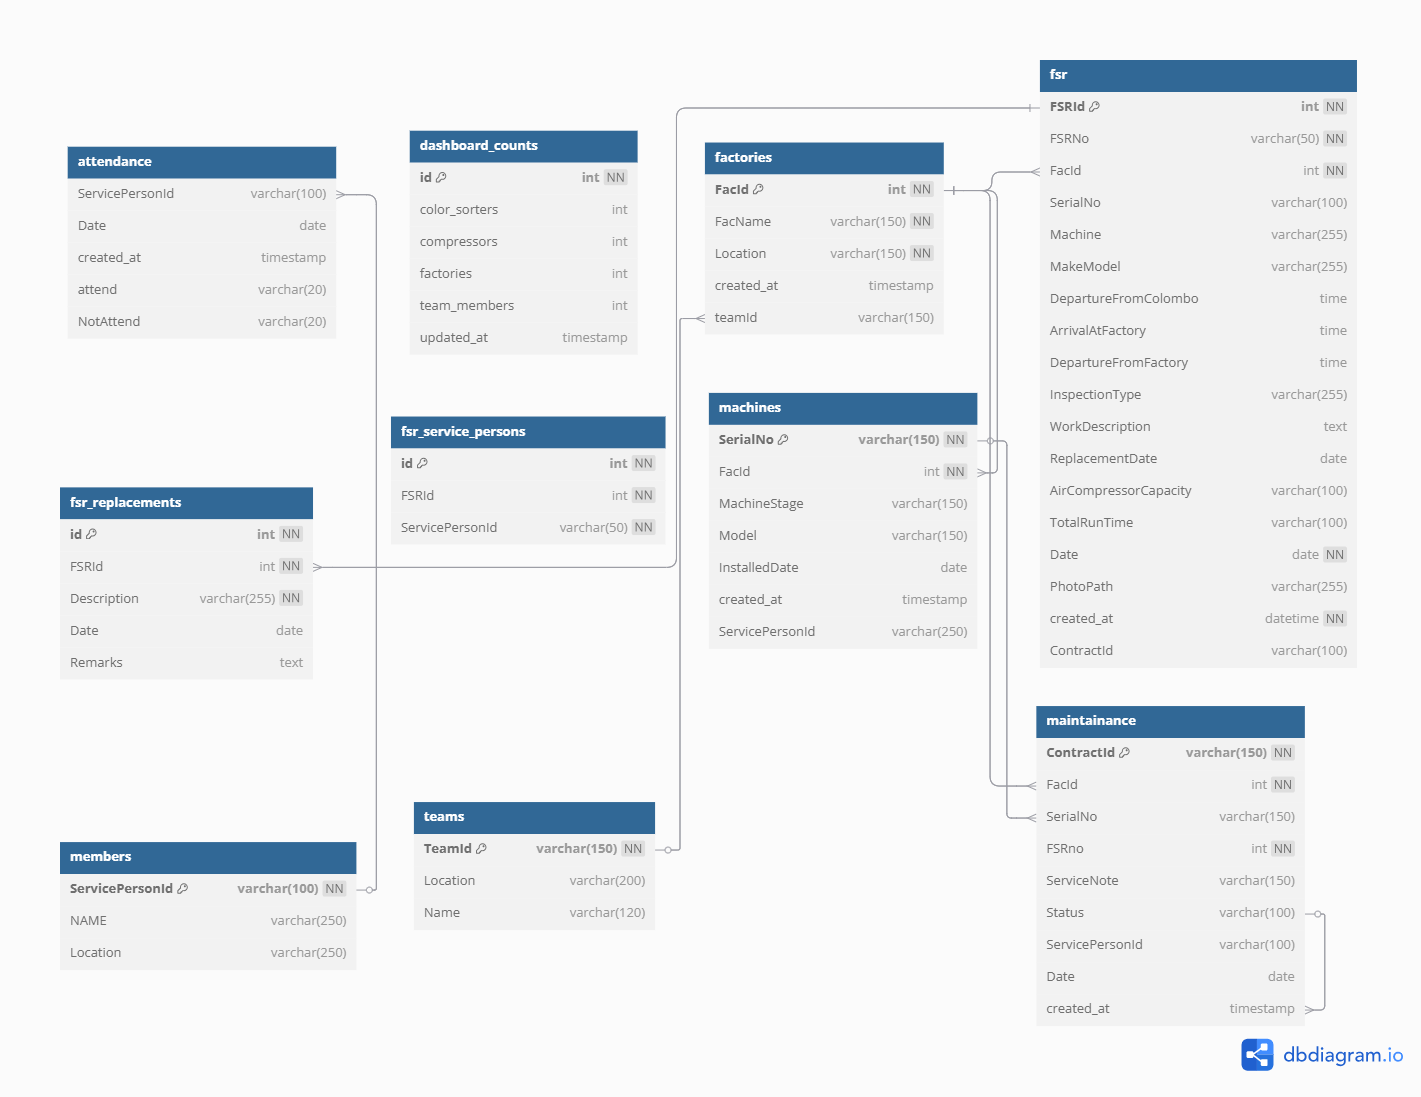 attendance
ServicePersonId varchar(100)
Date date
created_at timestamp
attend varchar(20)
NotAttend varchar(20)
dashboard_counts
id int NN
color_sorters int
compressors int
factories int
team_members int
updated_at timestamp
factories
FacId int NN
FacName varchar(150) NN
Location varchar(150) NN
created_at timestamp
teamId varchar(150)
fsr
FSRId int NN
FSRNo varchar(50) NN
FacId int NN
SerialNo varchar(100)
Machine varchar(255)
MakeModel varchar(255)
DepartureFromColombo time
ArrivalAtFactory time
DepartureFromFactory time
InspectionType varchar(255)
WorkDescription text
ReplacementDate date
AirCompressorCapacity varchar(100)
TotalRunTime varchar(100)
Date date NN
PhotoPath varchar(255)
created_at datetime NN
ContractId varchar(100)
fsr_service_persons
id int NN
FSRId int NN
ServicePersonId varchar(50) NN
machines
SerialNo varchar(150) NN
FacId int NN
MachineStage varchar(150)
Model varchar(150)
InstalledDate date
created_at timestamp
ServicePersonId varchar(250)
fsr_replacements
id int NN
FSRId int NN
Description varchar(255) NN
Date date
Remarks text
members
ServicePersonId varchar(100) NN
NAME varchar(250)
Location varchar(250)
teams
TeamId varchar(150) NN
Location varchar(200)
Name varchar(120)
maintainance
ContractId varchar(150) NN
FacId int NN
SerialNo varchar(150)
FSRno int NN
ServiceNote varchar(150)
Status varchar(100)
ServicePersonId varchar(100)
Date date
created_at timestamp
dbdiagram.io